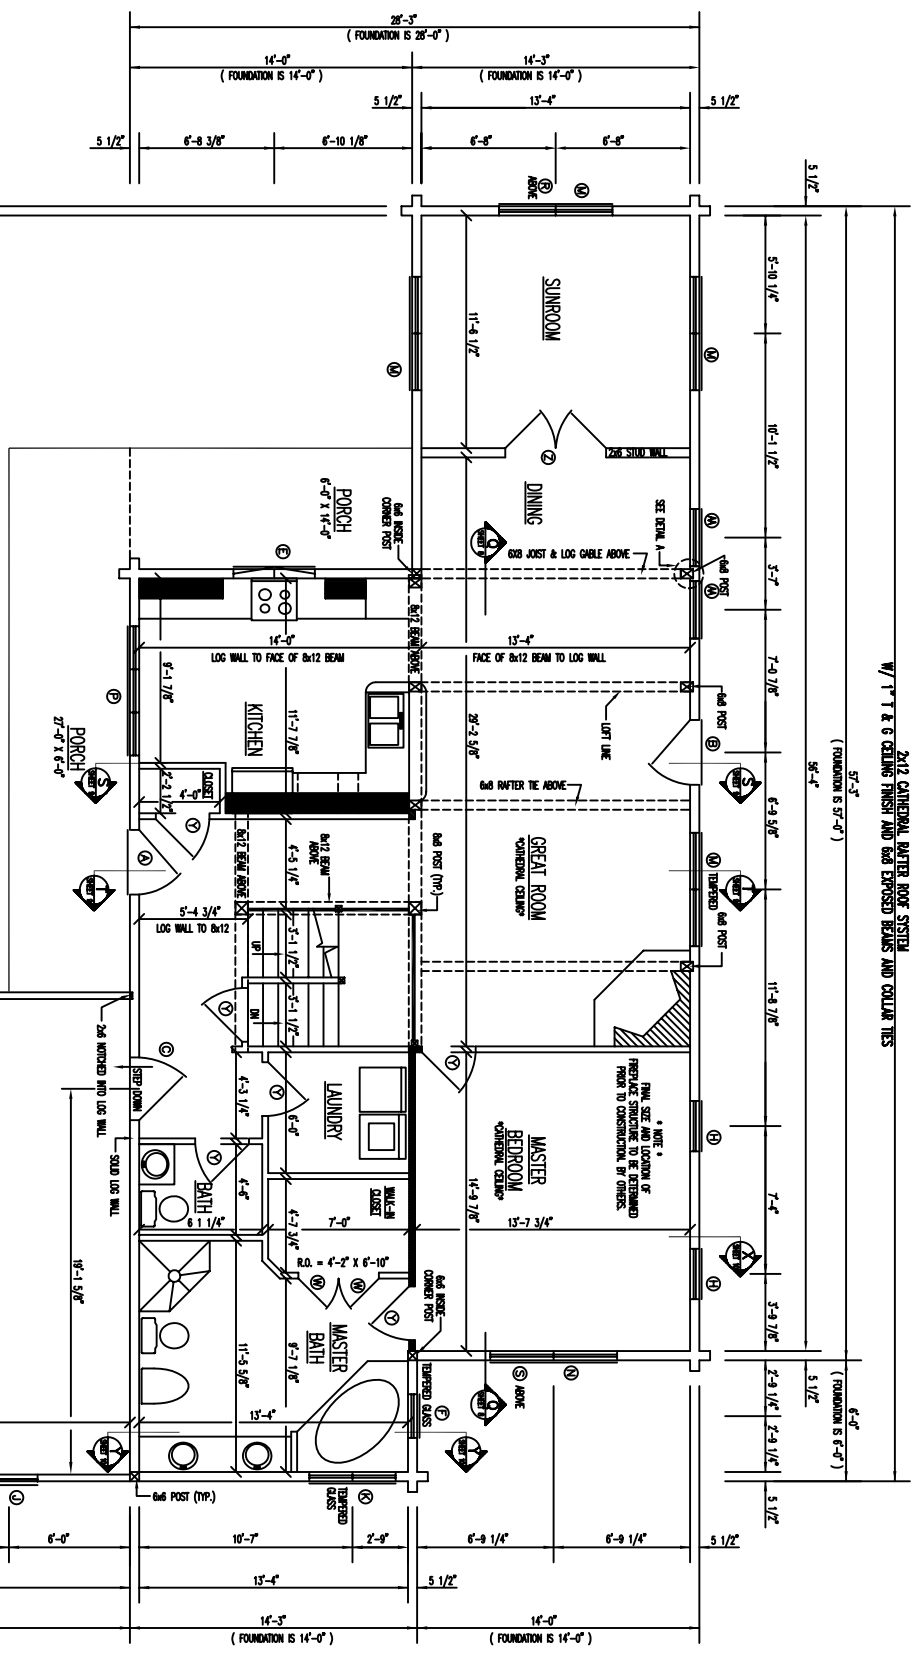 28'-3"
( FOUNDATION IS 28'-0" )
14'-0"
( FOUNDATION IS 14'-0" )
14'-3"
( FOUNDATION IS 14'-0" )
5 1/2"
13'-4"
5 1/2"
5 1/2"
6'-8 3/8"
6'-10 1/8"
6'-8"
6'-8"
2x12 CATHEDRAL RAFTER ROOF SYSTEM
W/ 1" T & G CEILING FINISH AND 6x8 EXPOSED BEAMS AND COLLAR TIES
57'-3"
( FOUNDATION IS 57'-0" )
6'-0"
( FOUNDATION IS 6'-0" )
5 1/2"
56'-4"
5 1/2"
5'-10 1/4"
10'-1 1/2"
3'-7"
7'-0 7/8"
6'-9 5/8"
11'-8 7/8"
7'-4"
3'-9 7/8"
2'-9 1/4"
2'-9 1/4"
5 1/2"
M
R
ABOVE
M
M
M
M
B
M TEMPERED
H
H
6x8 POST
6x8 POST
6x8 POST
S
T
X
SUNROOM
11'-6 1/2"
Z
2x6 STUD WALL
DINING
SEE DETAIL A
6X8 JOIST & LOG GABLE ABOVE
Q
6x6 INSIDE
CORNER POST
PORCH
6'-0" X 14'-0"
E
8x12 BEAM ABOVE
14'-0"
LOG WALL TO FACE OF 8x12 BEAM
13'-4"
FACE OF 8x12 BEAM TO LOG WALL
9'-1 7/8"
KITCHEN
11'-7 7/8"
29'-2 5/8"
LOFT LINE
P
PORCH
27'-0" X 6'-0"
S
CLOSET
2'-2 1/2"
4'-0"
6x8 RAFTER TIE ABOVE
Y
A
T
8x12 BEAM ABOVE
4'-5 1/4"
8x12 BEAM
ABOVE
8x8 POST (TYP.)
GREAT ROOM
*CATHEDRAL CEILING*
5'-4 3/4"
LOG WALL TO 8x12
UP
3'-1 1/2"
DN
3'-1 1/2"
Y
2x6 NOTCHED INTO LOG WALL
C
STEP DOWN
SOLID LOG WALL
4'-3 1/4"
Y
6'-0"
LAUNDRY
Y
* NOTE *
FINAL SIZE AND LOCATION OF
FIREPLACE STRUCTURE TO BE DETERMINED
PRIOR TO CONSTRUCTION BY OTHERS.
MASTER
BEDROOM
*CATHEDRAL CEILING*
14'-9 7/8"
13'-7 3/4"
Y
BATH
4'-6"
6 1 1/4"
4'-7 3/4"
7'-0"
WALK-IN
CLOSET
R.O. = 4'-2" X 6'-10"
W
W
Y
6x6 INSIDE
CORNER POST
19'-1 5/8"
11'-5 5/8"
9'-7 1/8"
MASTER
BATH
13'-4"
F
TEMPERED GLASS
N
S ABOVE
Q
Y
Y
K
TEMPERED
GLASS
J
6x6 POST (TYP.)
6'-0"
10'-7"
2'-9"
6'-9 1/4"
6'-9 1/4"
5 1/2"
13'-4"
5 1/2"
14'-3"
( FOUNDATION IS 14'-0" )
14'-0"
( FOUNDATION IS 14'-0" )